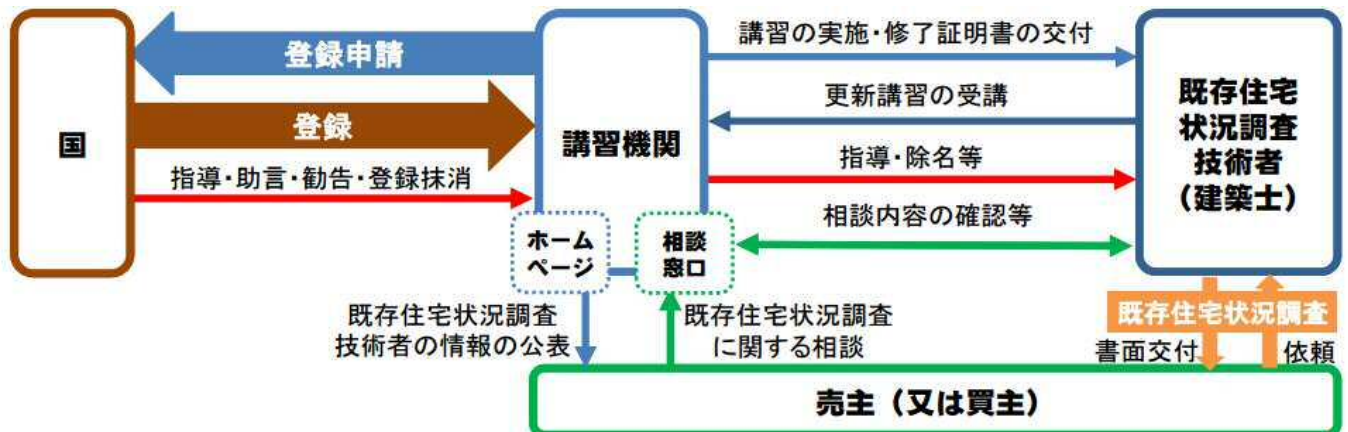 国
登録申請
登録
指導・助言・勧告・登録抹消
講習機関
ホーム
ページ
相談
窓口
講習の実施・修了証明書の交付
更新講習の受講
指導・除名等
相談内容の確認等
既存住宅
状況調査
技術者
（建築士）
既存住宅状況調査
技術者の情報の公表
既存住宅状況調査
に関する相談
既存住宅状況調査
書面交付
依頼
売主（又は買主）